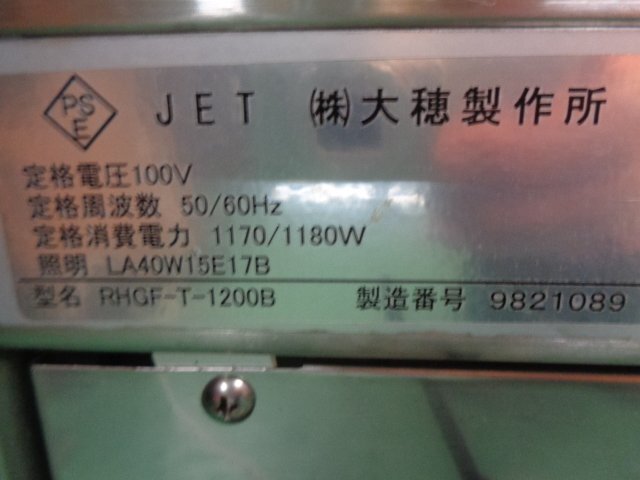 PSE JET ㈱大穂製作所
定格電圧100V
定格周波数 50/60Hz
定格消費電力 1170/1180W
照明 LA40W15E17B
型名 RHGF-T-1200B 製造番号 9821089